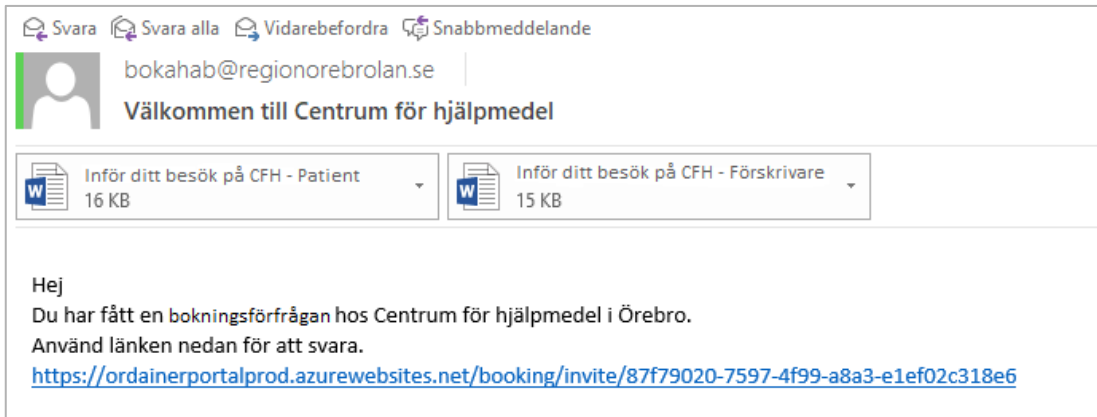 Svara Svara alla Vidarebefordra Snabbmeddelande
bokahab@regionorebrolan.se
Välkommen till Centrum för hjälpmedel
Inför ditt besök på CFH - Patient
16 KB
Inför ditt besök på CFH - Förskrivare
15 KB
Hej
Du har fått en bokningsförfrågan hos Centrum för hjälpmedel i Örebro.
Använd länken nedan för att svara.
https://ordainerportalprod.azurewebsites.net/booking/invite/87f79020-7597-4f99-a8a3-e1ef02c318e6